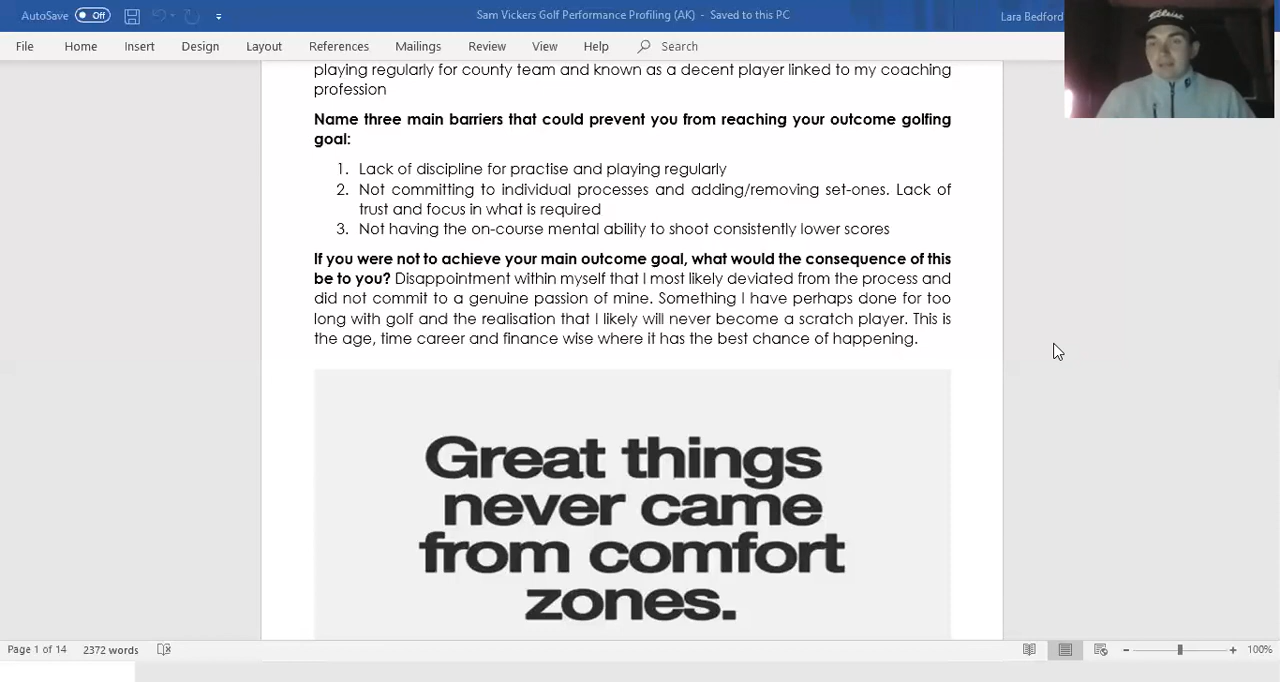 AutoSave Off
Sam Vickers Golf Performance Profiling (AK) - Saved to this PC
Lara Bedford
File Home Insert Design Layout References Mailings Review View Help Search
playing regularly for county team and known as a decent player linked to my coaching
profession
Name three main barriers that could prevent you from reaching your outcome golfing
goal:
1. Lack of discipline for practise and playing regularly
2. Not committing to individual processes and adding/removing set-ones. Lack of
trust and focus in what is required
3. Not having the on-course mental ability to shoot consistently lower scores
If you were not to achieve your main outcome goal, what would the consequence of this
be to you? Disappointment within myself that I most likely deviated from the process and
did not commit to a genuine passion of mine. Something I have perhaps done for too
long with golf and the realisation that I likely will never become a scratch player. This is
the age, time career and finance wise where it has the best chance of happening.
Great things
never came
from comfort
zones.
Titleist
Page 1 of 14 2372 words
100%